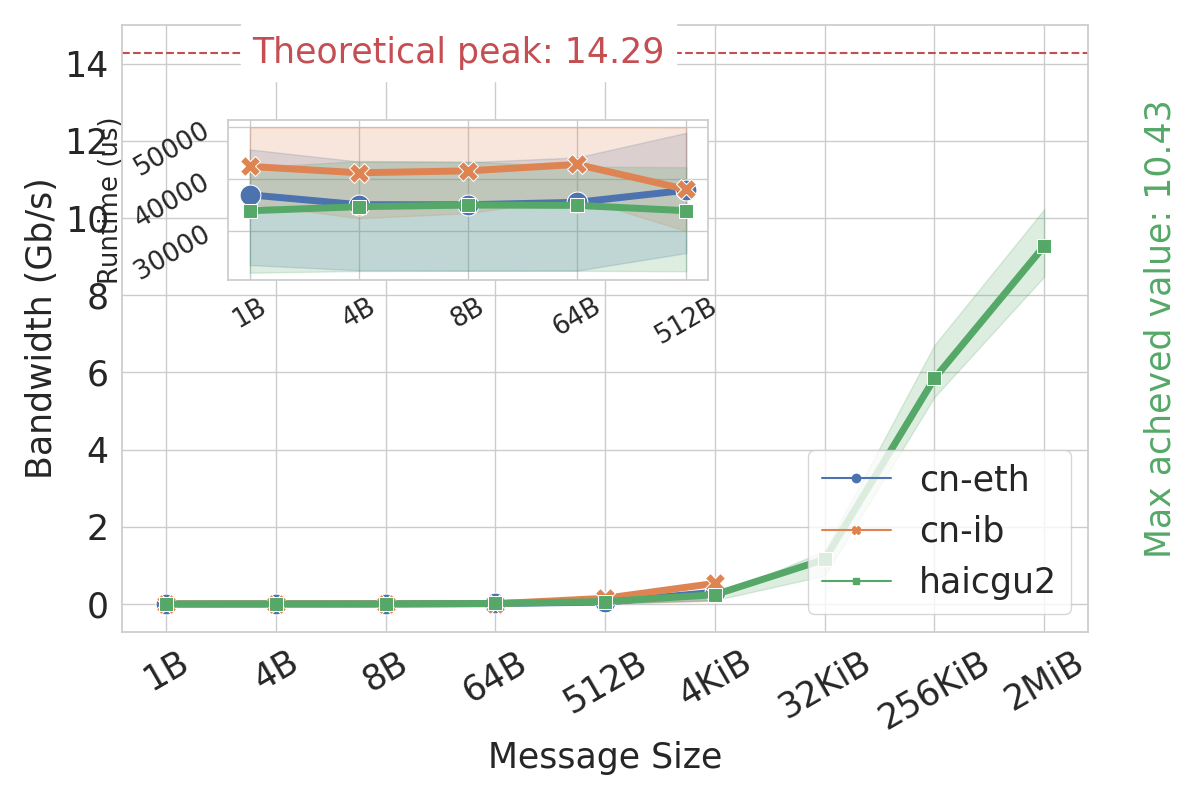 Theoretical peak: 14.29
14
12
10
8
6
4
2
0
Bandwidth (Gb/s)
Runtime (us)
50000
40000
30000
1B
4B
8B
64B
512B
cn-eth
cn-ib
haicgu2
1B
4B
8B
64B
512B
4KiB
32KiB
256KiB
2MiB
Message Size
Max acheved value: 10.43